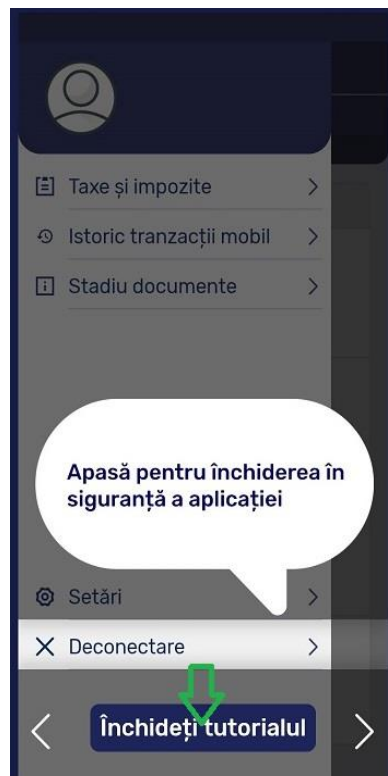 Taxe și impozite
Istoric tranzacții mobil
Stadiu documente
Apasă pentru închiderea în
siguranță a aplicației
Setări
Deconectare
Închideți tutorialul